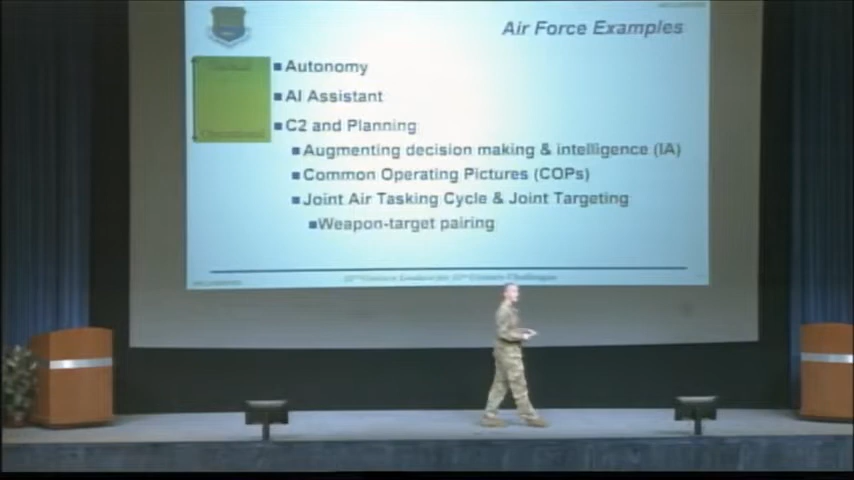 Air Force Examples
Autonomy
AI Assistant
C2 and Planning
Augmenting decision making & intelligence (IA)
Common Operating Pictures (COPs)
Joint Air Tasking Cycle & Joint Targeting
Weapon-target pairing